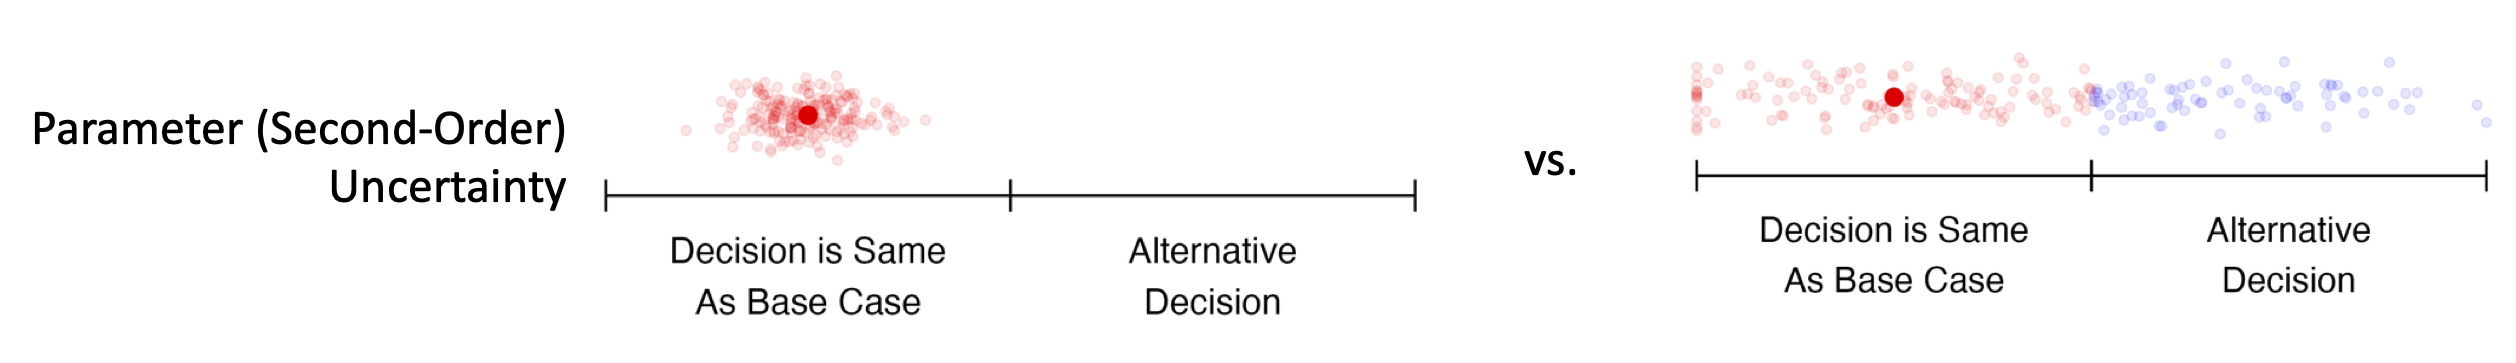 Parameter (Second-Order)
Uncertainty
Decision is Same
As Base Case
Alternative
Decision
vs.
Decision is Same
As Base Case
Alternative
Decision